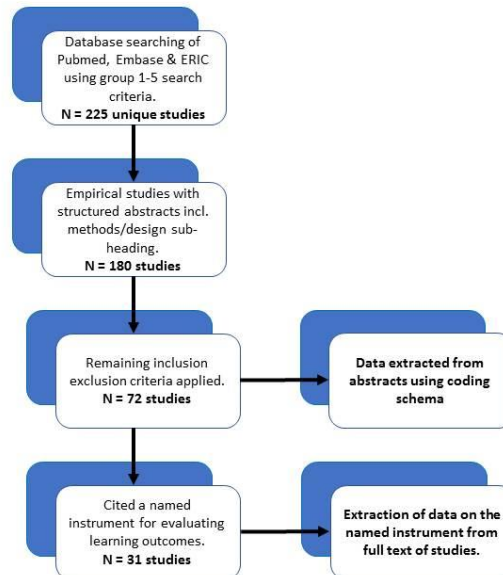 Database searching of
Pubmed, Embase & ERIC
using group 1-5 search
criteria.
N = 225 unique studies
Empirical studies with
structured abstracts incl.
methods/design sub-
heading.
N = 180 studies
Remaining inclusion
exclusion criteria applied.
N = 72 studies
Data extracted from
abstracts using coding
schema
Cited a named
instrument for evaluating
learning outcomes.
N = 31 studies
Extraction of data on the
named instrument from
full text of studies.